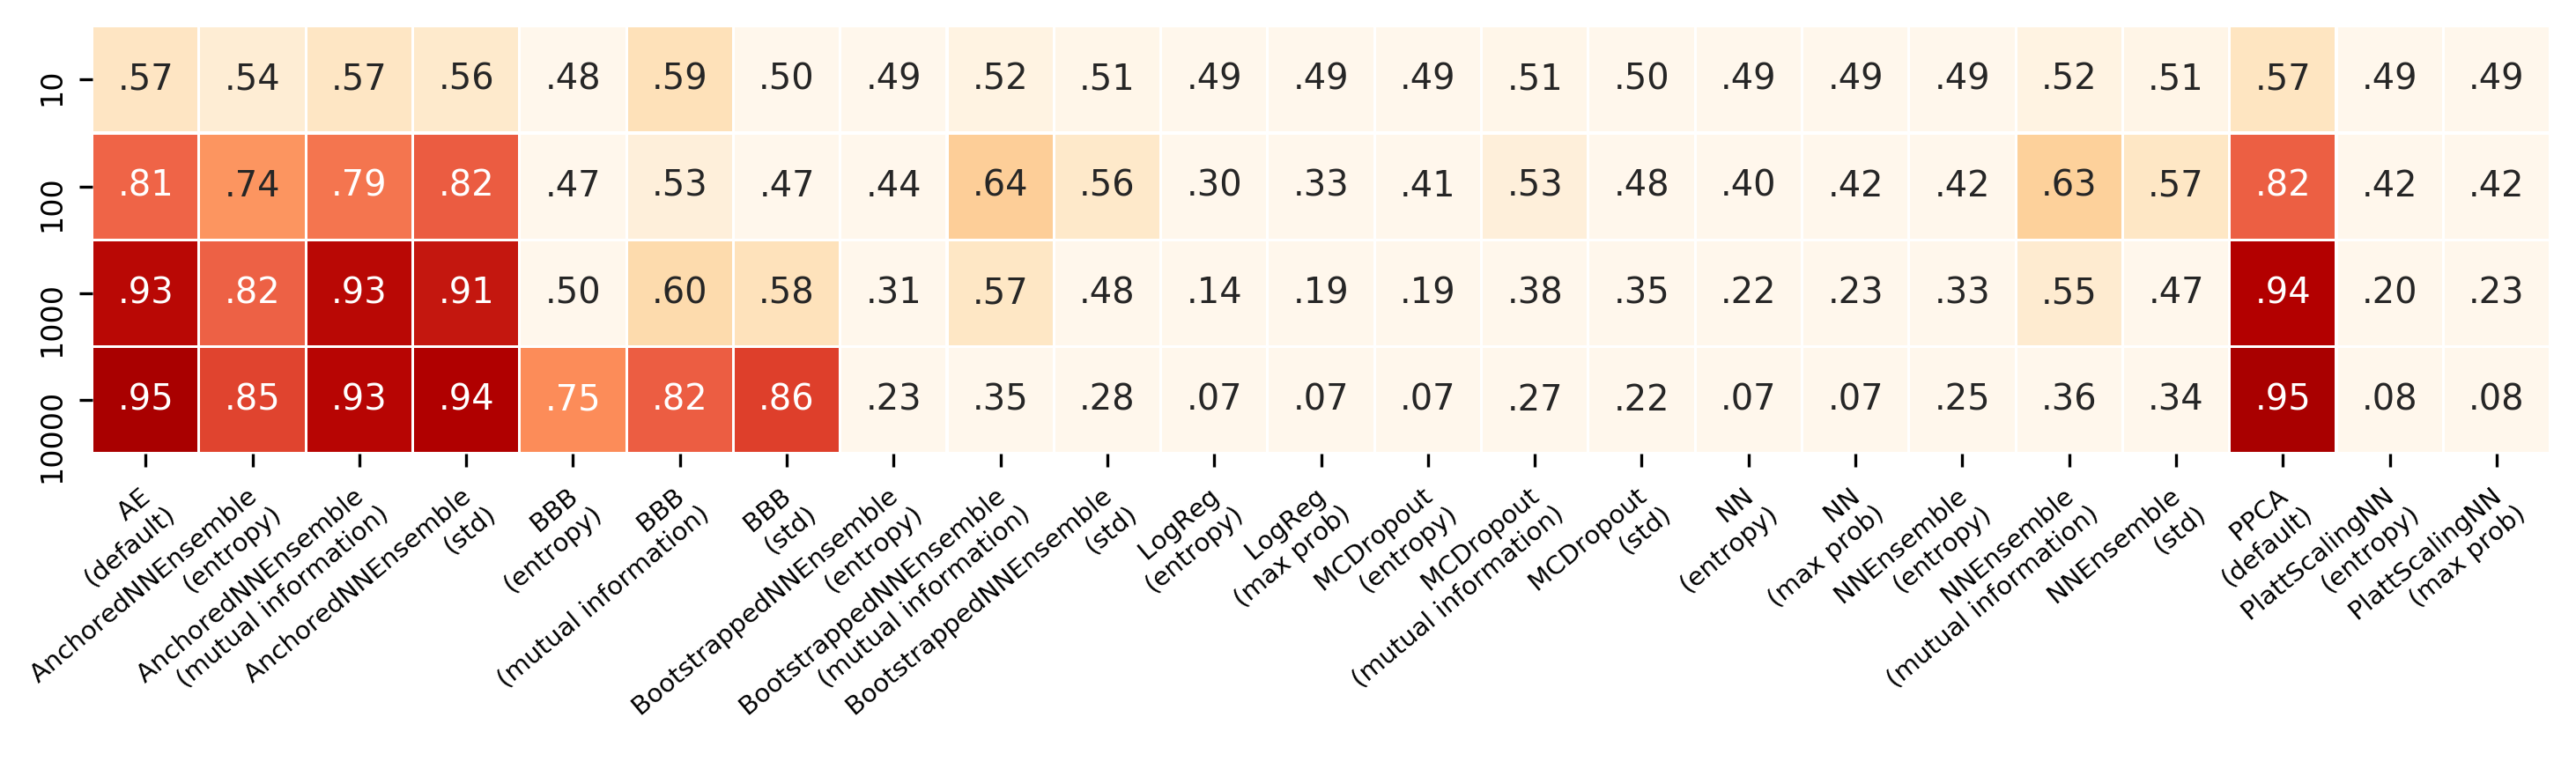 10 .57 .54 .57 .56 .48 .59 .50 .49 .52 .51 .49 .49 .49 .51 .50 .49 .49 .49 .52 .51 .57 .49 .49
100 .81 .74 .79 .82 .47 .53 .47 .44 .64 .56 .30 .33 .41 .53 .48 .40 .42 .42 .63 .57 .82 .42 .42
1000 .93 .82 .93 .91 .50 .60 .58 .31 .57 .48 .14 .19 .19 .38 .35 .22 .23 .33 .55 .47 .94 .20 .23
10000 .95 .85 .93 .94 .75 .82 .86 .23 .35 .28 .07 .07 .07 .27 .22 .07 .07 .25 .36 .34 .95 .08 .08
AE
(default)
AnchoredNNEnsemble
(entropy)
AnchoredNNEnsemble
(mutual information)
AnchoredNNEnsemble
(std)
BBB
(entropy)
BBB
(mutual information)
BBB
(std)
BootstrappedNNEnsemble
(entropy)
BootstrappedNNEnsemble
(mutual information)
BootstrappedNNEnsemble
(std)
LogReg
(entropy)
LogReg
(max prob)
MCDropout
(entropy)
MCDropout
(mutual information)
MCDropout
(std)
NN
(entropy)
NN
(max prob)
NNEnsemble
(entropy)
NNEnsemble
(mutual information)
NNEnsemble
(std)
PPCA
(default)
PlattScalingNN
(entropy)
PlattScalingNN
(max prob)